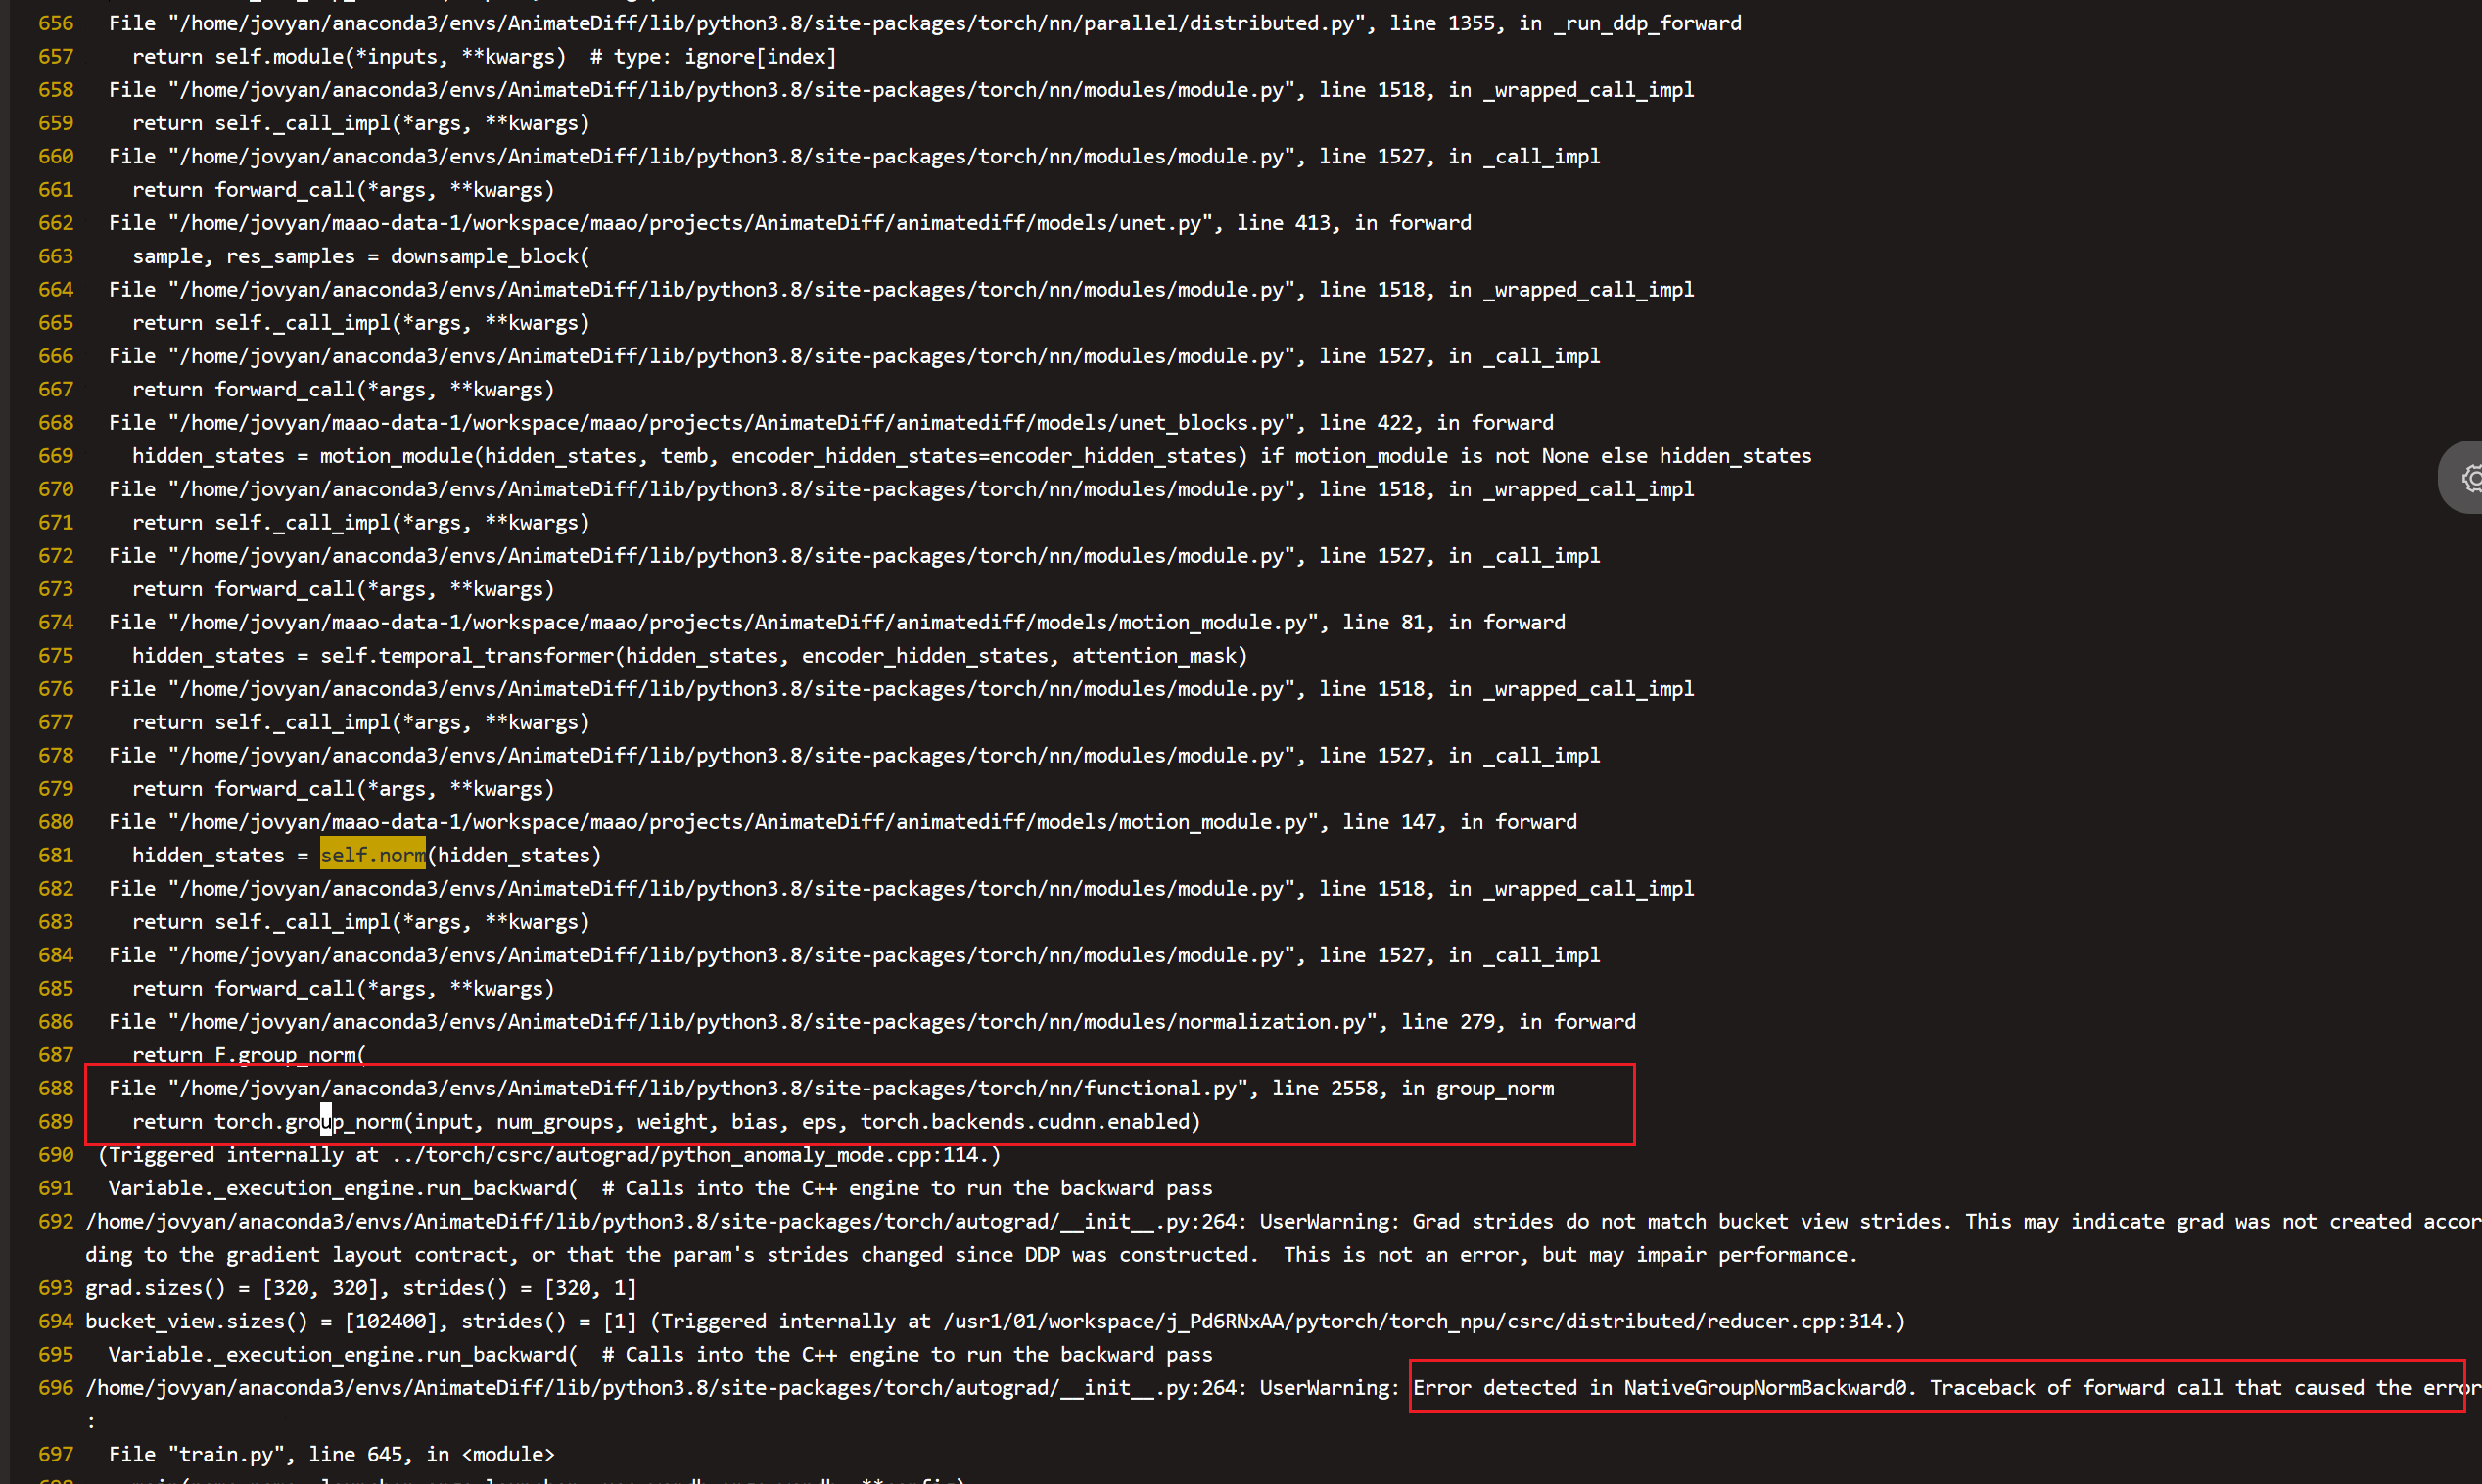 656 File "/home/jovyan/anaconda3/envs/AnimateDiff/lib/python3.8/site-packages/torch/nn/parallel/distributed.py", line 1355, in _run_ddp_forward
657 return self.module(*inputs, **kwargs)  # type: ignore[index]
658 File "/home/jovyan/anaconda3/envs/AnimateDiff/lib/python3.8/site-packages/torch/nn/modules/module.py", line 1518, in _wrapped_call_impl
659 return self._call_impl(*args, **kwargs)
660 File "/home/jovyan/anaconda3/envs/AnimateDiff/lib/python3.8/site-packages/torch/nn/modules/module.py", line 1527, in _call_impl
661 return forward_call(*args, **kwargs)
662 File "/home/jovyan/maao-data-1/workspace/maao/projects/AnimateDiff/animatediff/models/unet.py", line 413, in forward
663 sample, res_samples = downsample_block(
664 File "/home/jovyan/anaconda3/envs/AnimateDiff/lib/python3.8/site-packages/torch/nn/modules/module.py", line 1518, in _wrapped_call_impl
665 return self._call_impl(*args, **kwargs)
666 File "/home/jovyan/anaconda3/envs/AnimateDiff/lib/python3.8/site-packages/torch/nn/modules/module.py", line 1527, in _call_impl
667 return forward_call(*args, **kwargs)
668 File "/home/jovyan/maao-data-1/workspace/maao/projects/AnimateDiff/animatediff/models/unet_blocks.py", line 422, in forward
669 hidden_states = motion_module(hidden_states, temb, encoder_hidden_states=encoder_hidden_states) if motion_module is not None else hidden_states
670 File "/home/jovyan/anaconda3/envs/AnimateDiff/lib/python3.8/site-packages/torch/nn/modules/module.py", line 1518, in _wrapped_call_impl
671 return self._call_impl(*args, **kwargs)
672 File "/home/jovyan/anaconda3/envs/AnimateDiff/lib/python3.8/site-packages/torch/nn/modules/module.py", line 1527, in _call_impl
673 return forward_call(*args, **kwargs)
674 File "/home/jovyan/maao-data-1/workspace/maao/projects/AnimateDiff/animatediff/models/motion_module.py", line 81, in forward
675 hidden_states = self.temporal_transformer(hidden_states, encoder_hidden_states, attention_mask)
676 File "/home/jovyan/anaconda3/envs/AnimateDiff/lib/python3.8/site-packages/torch/nn/modules/module.py", line 1518, in _wrapped_call_impl
677 return self._call_impl(*args, **kwargs)
678 File "/home/jovyan/anaconda3/envs/AnimateDiff/lib/python3.8/site-packages/torch/nn/modules/module.py", line 1527, in _call_impl
679 return forward_call(*args, **kwargs)
680 File "/home/jovyan/maao-data-1/workspace/maao/projects/AnimateDiff/animatediff/models/motion_module.py", line 147, in forward
681 hidden_states = self.norm(hidden_states)
682 File "/home/jovyan/anaconda3/envs/AnimateDiff/lib/python3.8/site-packages/torch/nn/modules/module.py", line 1518, in _wrapped_call_impl
683 return self._call_impl(*args, **kwargs)
684 File "/home/jovyan/anaconda3/envs/AnimateDiff/lib/python3.8/site-packages/torch/nn/modules/module.py", line 1527, in _call_impl
685 return forward_call(*args, **kwargs)
686 File "/home/jovyan/anaconda3/envs/AnimateDiff/lib/python3.8/site-packages/torch/nn/modules/normalization.py", line 279, in forward
687 return F.group_norm(
688 File "/home/jovyan/anaconda3/envs/AnimateDiff/lib/python3.8/site-packages/torch/nn/functional.py", line 2558, in group_norm
689 return torch.group_norm(input, num_groups, weight, bias, eps, torch.backends.cudnn.enabled)
690 (Triggered internally at ../torch/csrc/autograd/python_anomaly_mode.cpp:114.)
691 Variable._execution_engine.run_backward(  # Calls into the C++ engine to run the backward pass
692 /home/jovyan/anaconda3/envs/AnimateDiff/lib/python3.8/site-packages/torch/autograd/__init__.py:264: UserWarning: Grad strides do not match bucket view strides. This may indicate grad was not created accor
ding to the gradient layout contract, or that the param's strides changed since DDP was constructed.  This is not an error, but may impair performance.
693 grad.sizes() = [320, 320], strides() = [320, 1]
694 bucket_view.sizes() = [102400], strides() = [1] (Triggered internally at /usr1/01/workspace/j_Pd6RNxAA/pytorch/torch_npu/csrc/distributed/reducer.cpp:314.)
695 Variable._execution_engine.run_backward(  # Calls into the C++ engine to run the backward pass
696 /home/jovyan/anaconda3/envs/AnimateDiff/lib/python3.8/site-packages/torch/autograd/__init__.py:264: UserWarning: Error detected in NativeGroupNormBackward0. Traceback of forward call that caused the error
:
697 File "train.py", line 645, in <module>